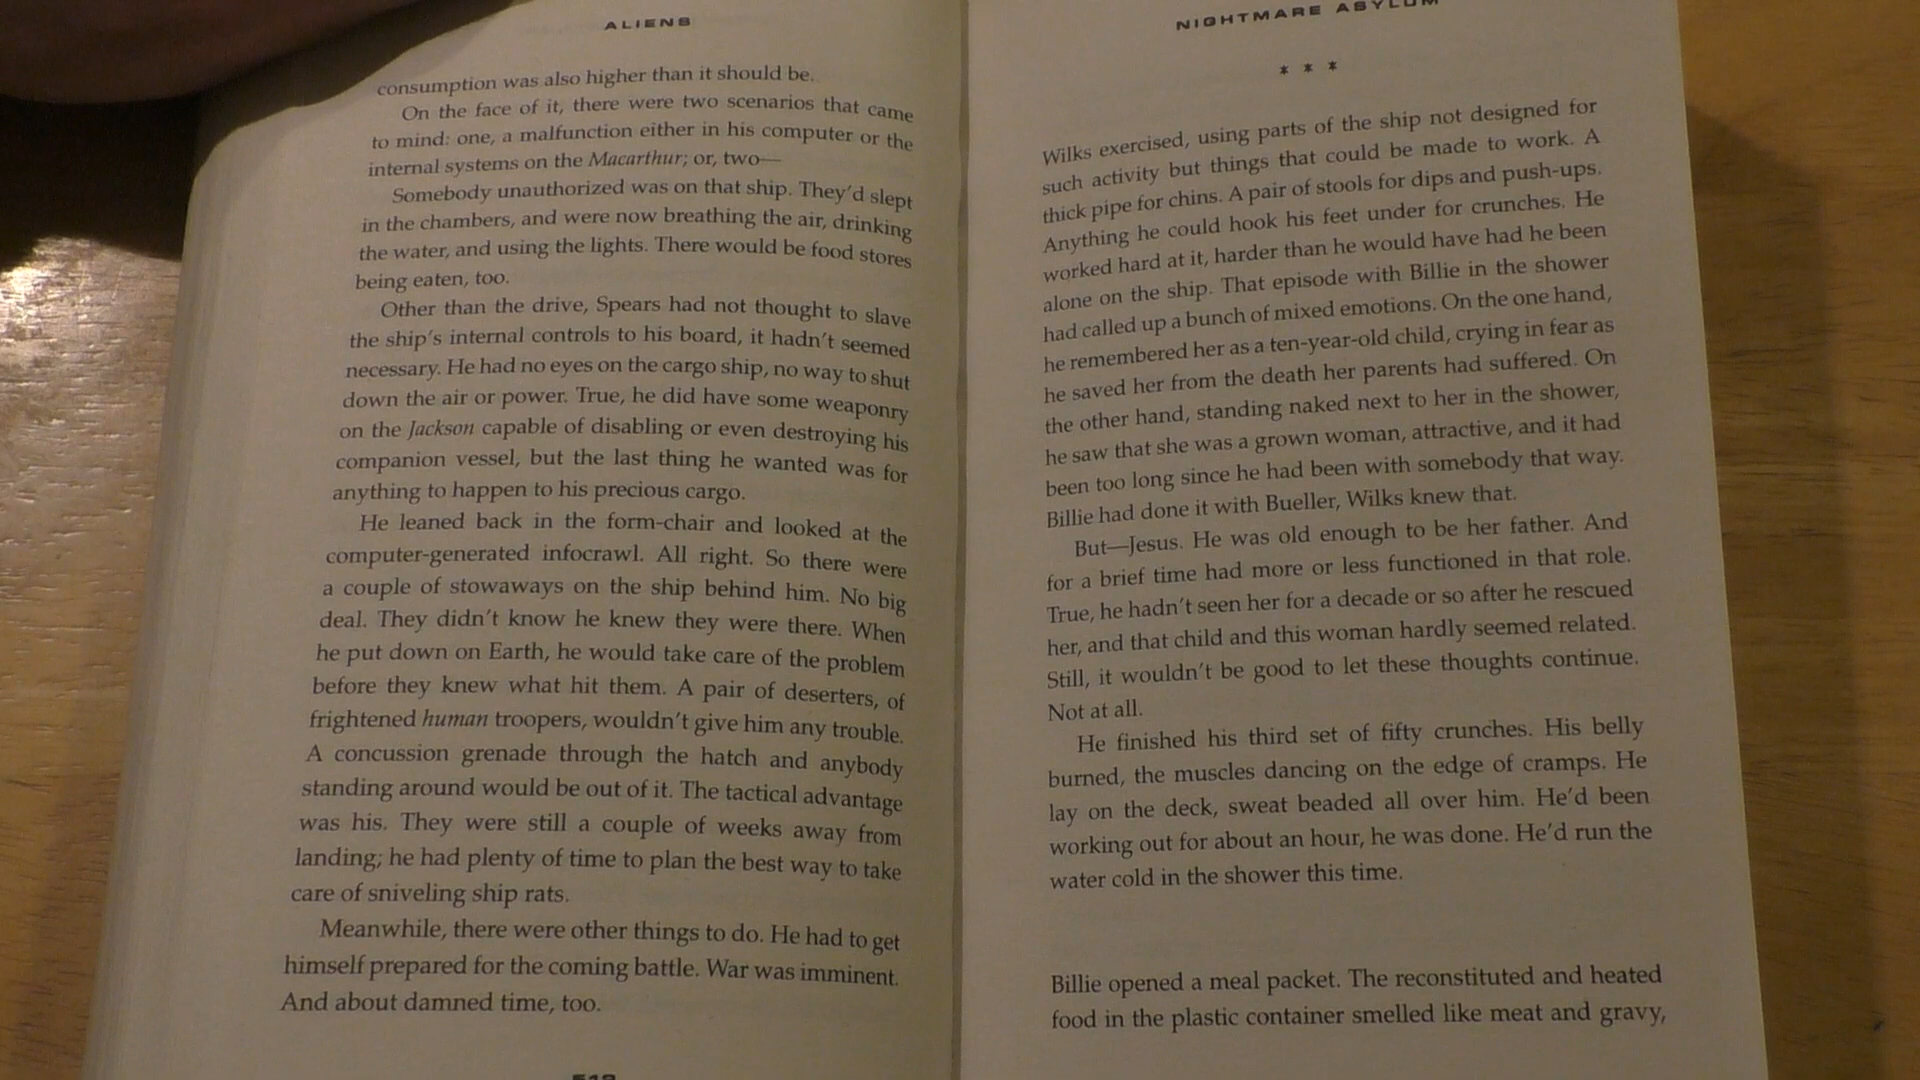 ALIENS
consumption was also higher than it should be.
On the face of it, there were two scenarios that came
to mind: one, a malfunction either in his computer or the
internal systems on the Macarthur; or, two—
Somebody unauthorized was on that ship. They'd slept
in the chambers, and were now breathing the air, drinking
the water, and using the lights. There would be food stores
being eaten, too.
Other than the drive, Spears had not thought to slave
the ship's internal controls to his board, it hadn't seemed
necessary. He had no eyes on the cargo ship, no way to shut
down the air or power. True, he did have some weaponry
on the Jackson capable of disabling or even destroying his
companion vessel, but the last thing he wanted was for
anything to happen to his precious cargo.
He leaned back in the form-chair and looked at the
computer-generated infocrawl. All right. So there were
a couple of stowaways on the ship behind him. No big
deal. They didn't know he knew they were there. When
he put down on Earth, he would take care of the problem
before they knew what hit them. A pair of deserters, of
frightened human troopers, wouldn't give him any trouble.
A concussion grenade through the hatch and anybody
standing around would be out of it. The tactical advantage
was his. They were still a couple of weeks away from
landing; he had plenty of time to plan the best way to take
care of sniveling ship rats.
Meanwhile, there were other things to do. He had to get
himself prepared for the coming battle. War was imminent.
And about damned time, too.
NIGHTMARE ASYLUM
* * *
Wilks exercised, using parts of the ship not designed for
such activity but things that could be made to work. A
thick pipe for chins. A pair of stools for dips and push-ups.
Anything he could hook his feet under for crunches. He
worked hard at it, harder than he would have had he been
alone on the ship. That episode with Billie in the shower
had called up a bunch of mixed emotions. On the one hand,
he remembered her as a ten-year-old child, crying in fear as
he saved her from the death her parents had suffered. On
the other hand, standing naked next to her in the shower,
he saw that she was a grown woman, attractive, and it had
been too long since he had been with somebody that way.
Billie had done it with Bueller, Wilks knew that.
But—Jesus. He was old enough to be her father. And
for a brief time had more or less functioned in that role.
True, he hadn't seen her for a decade or so after he rescued
her, and that child and this woman hardly seemed related.
Still, it wouldn't be good to let these thoughts continue.
Not at all.
He finished his third set of fifty crunches. His belly
burned, the muscles dancing on the edge of cramps. He
lay on the deck, sweat beaded all over him. He'd been
working out for about an hour, he was done. He'd run the
water cold in the shower this time.
Billie opened a meal packet. The reconstituted and heated
food in the plastic container smelled like meat and gravy,